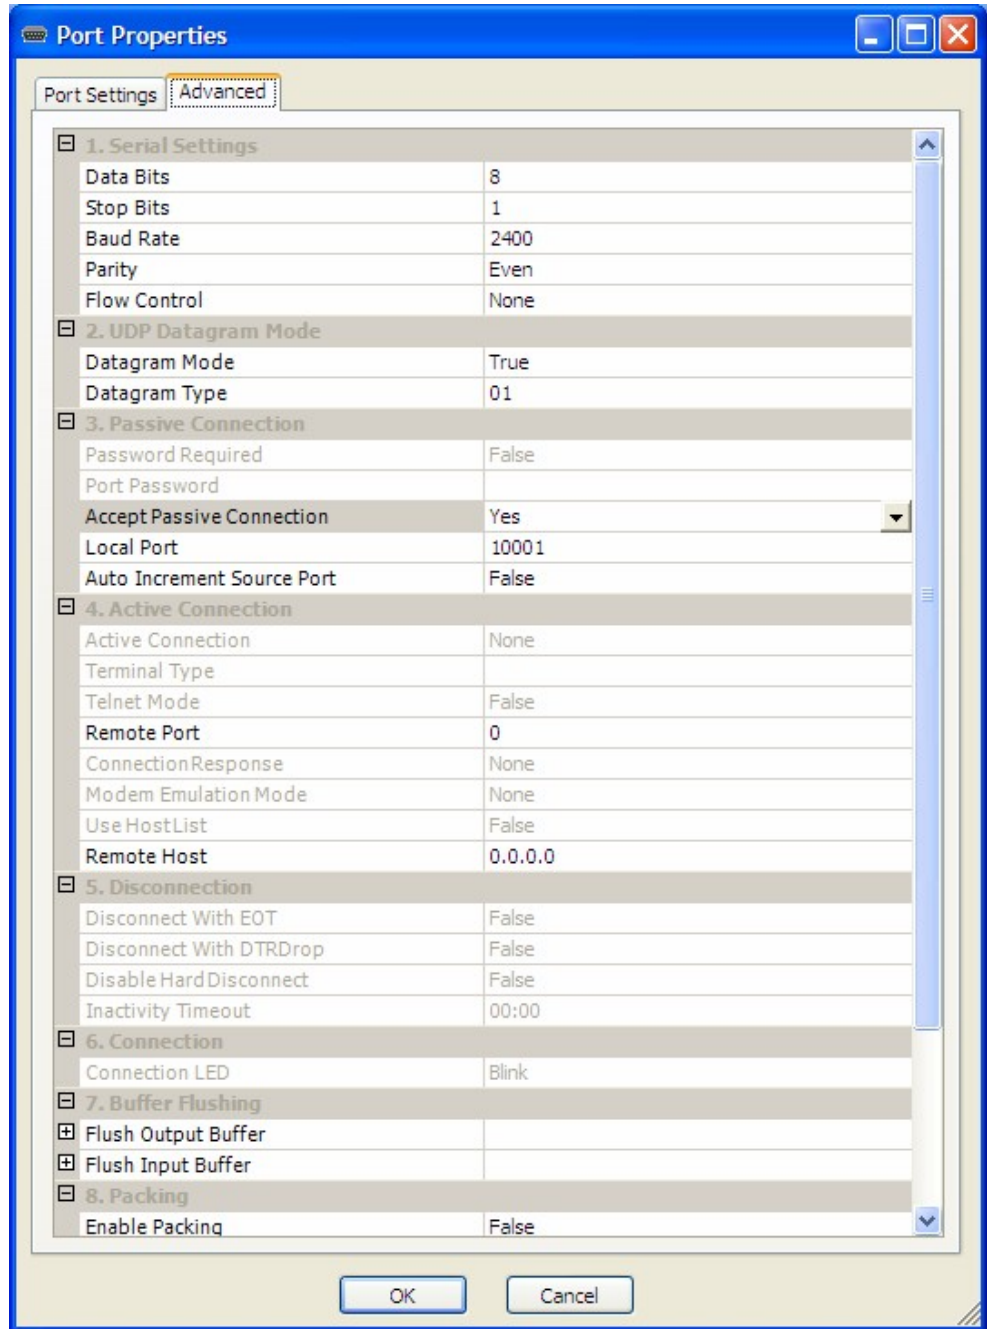 Port Properties
Port Settings Advanced
1. Serial Settings
Data Bits 8
Stop Bits 1
Baud Rate 2400
Parity Even
Flow Control None
2. UDP Datagram Mode
Datagram Mode True
Datagram Type 01
3. Passive Connection
Password Required False
Port Password
Accept Passive Connection Yes
Local Port 10001
Auto Increment Source Port False
4. Active Connection
Active Connection None
Terminal Type
Telnet Mode False
Remote Port 0
Connection Response None
Modem Emulation Mode None
Use Host List False
Remote Host 0.0.0.0
5. Disconnection
Disconnect With EOT False
Disconnect With DTRDrop False
Disable Hard Disconnect False
Inactivity Timeout 00:00
6. Connection
Connection LED Blink
7. Buffer Flushing
Flush Output Buffer
Flush Input Buffer
8. Packing
Enable Packing False
OK Cancel